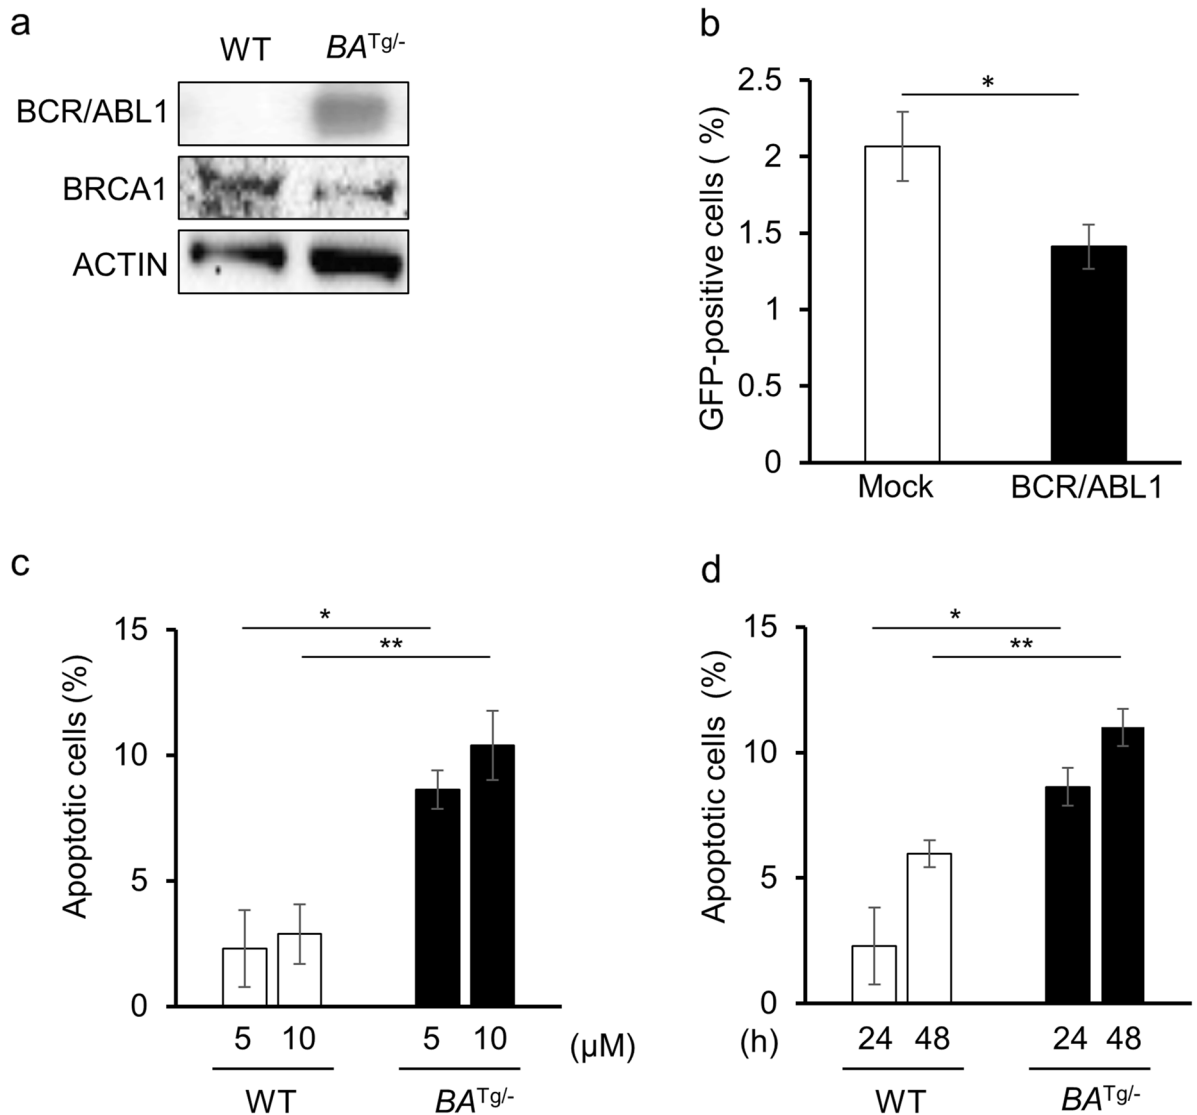 a
WT BA^Tg/-
BCR/ABL1
BRCA1
ACTIN
b
GFP-positive cells ( %)
2.5
2
1.5
1
0.5
0
*
Mock BCR/ABL1
c
Apoptotic cells (%)
15
10
5
0
*
**
5 10 5 10 (µM)
WT BA^Tg/-
d
Apoptotic cells (%)
15
10
5
0
*
**
(h) 24 48 24 48
WT BA^Tg/-